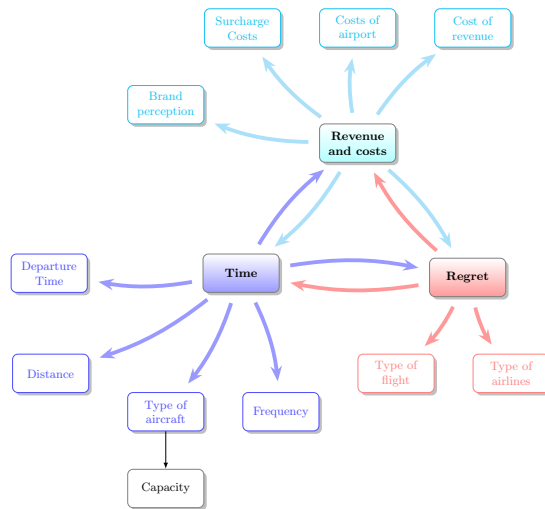 Surcharge
Costs
Costs of
airport
Cost of
revenue
Brand
perception
Revenue
and costs
Departure
Time
Time
Regret
Distance
Type of
aircraft
Frequency
Type of
flight
Type of
airlines
Capacity